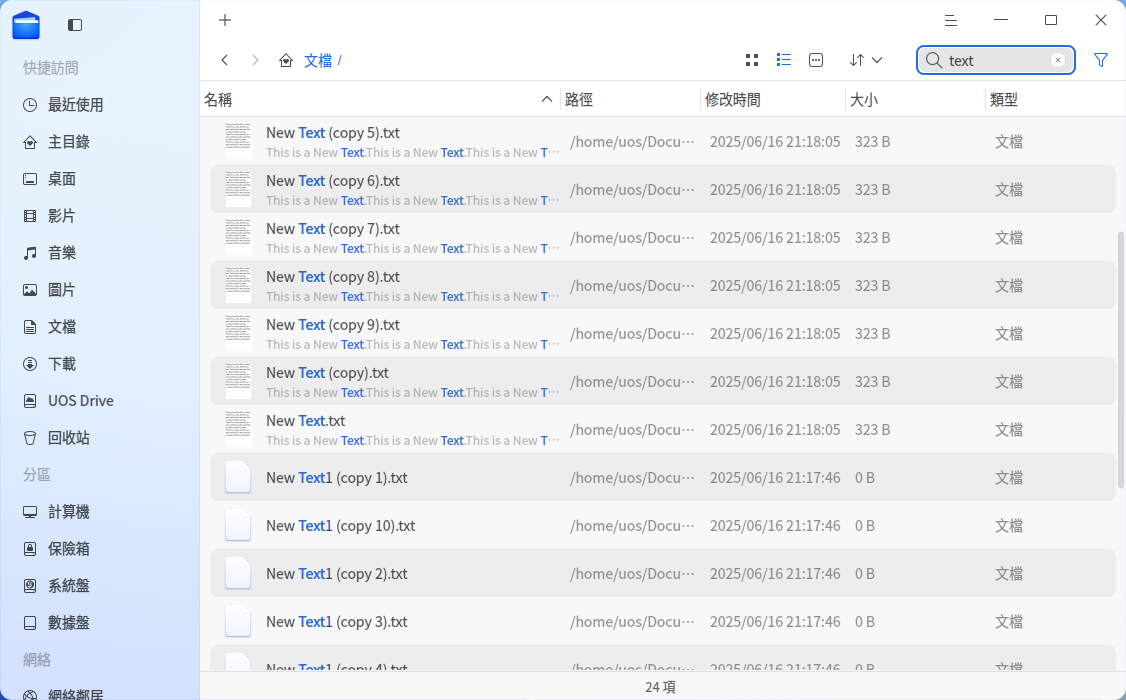 快捷訪問
最近使用
主目錄
桌面
影片
音樂
圖片
文檔
下載
UOS Drive
回收站
分區
計算機
保險箱
系統盤
數據盤
網絡
網絡鄰居
文檔 /
text
名稱 路徑 修改時間 大小 類型
New Text (copy 5).txt
This is a New Text.This is a New Text.This is a New T···
/home/uos/Docu··· 2025/06/16 21:18:05 323 B 文檔
New Text (copy 6).txt
This is a New Text.This is a New Text.This is a New T···
/home/uos/Docu··· 2025/06/16 21:18:05 323 B 文檔
New Text (copy 7).txt
This is a New Text.This is a New Text.This is a New T···
/home/uos/Docu··· 2025/06/16 21:18:05 323 B 文檔
New Text (copy 8).txt
This is a New Text.This is a New Text.This is a New T···
/home/uos/Docu··· 2025/06/16 21:18:05 323 B 文檔
New Text (copy 9).txt
This is a New Text.This is a New Text.This is a New T···
/home/uos/Docu··· 2025/06/16 21:18:05 323 B 文檔
New Text (copy).txt
This is a New Text.This is a New Text.This is a New T···
/home/uos/Docu··· 2025/06/16 21:18:05 323 B 文檔
New Text.txt
This is a New Text.This is a New Text.This is a New T···
/home/uos/Docu··· 2025/06/16 21:18:05 323 B 文檔
New Text1 (copy 1).txt /home/uos/Docu··· 2025/06/16 21:17:46 0 B 文檔
New Text1 (copy 10).txt /home/uos/Docu··· 2025/06/16 21:17:46 0 B 文檔
New Text1 (copy 2).txt /home/uos/Docu··· 2025/06/16 21:17:46 0 B 文檔
New Text1 (copy 3).txt /home/uos/Docu··· 2025/06/16 21:17:46 0 B 文檔
New Text1 (copy 4).txt /home/uos/Docu··· 2025/06/16 21:17:46 0 B 文檔
24 項